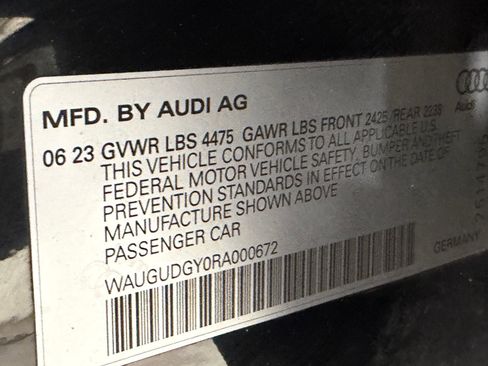 MFD. BY AUDI AG
Audi
06 23 GVWR LBS 4475 GAWR LBS FRONT 2425/REAR 2238
THIS VEHICLE CONFORMS TO ALL APPLICABLE U.S.
FEDERAL MOTOR VEHICLE SAFETY, BUMPER AND THEFT
PREVENTION STANDARDS IN EFFECT ON THE DATE OF
MANUFACTURE SHOWN ABOVE
PASSENGER CAR
WAUGUDGY0RA000672
GERMANY